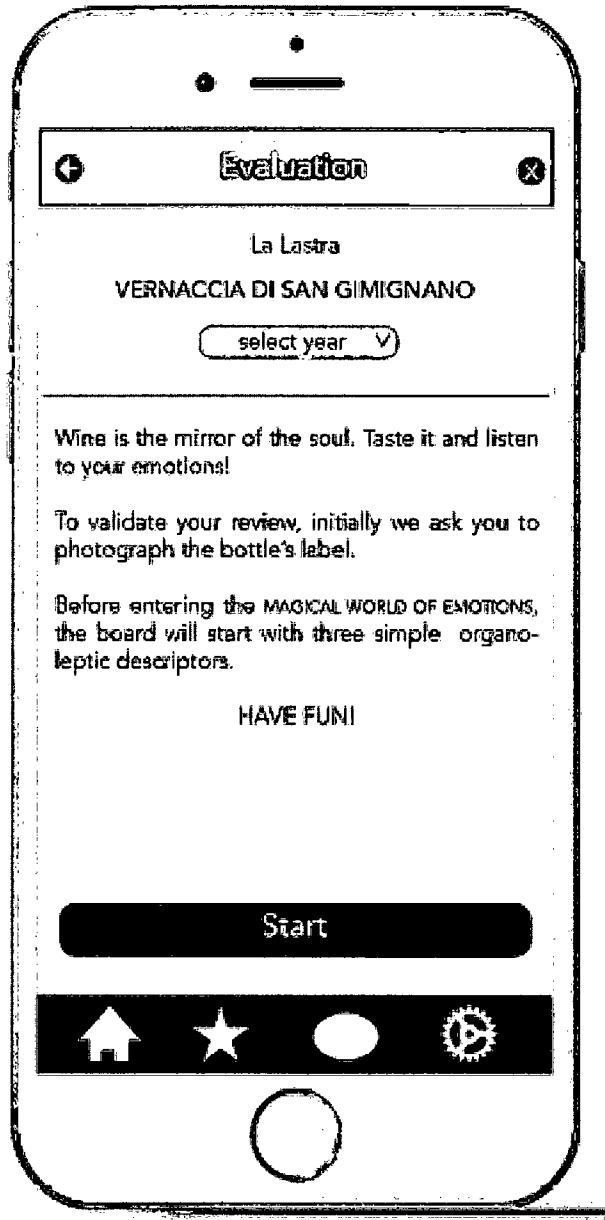 Evaluation
La Lastra
VERNACCIA DI SAN GIMIGNANO
select year
Wine is the mirror of the soul. Taste it and listen
to your emotions!
To validate your review, initially we ask you to
photograph the bottle's label.
Before entering the MAGICAL WORLD OF EMOTIONS,
the board will start with three simple organo-
leptic descriptors.
HAVE FUN!
Start